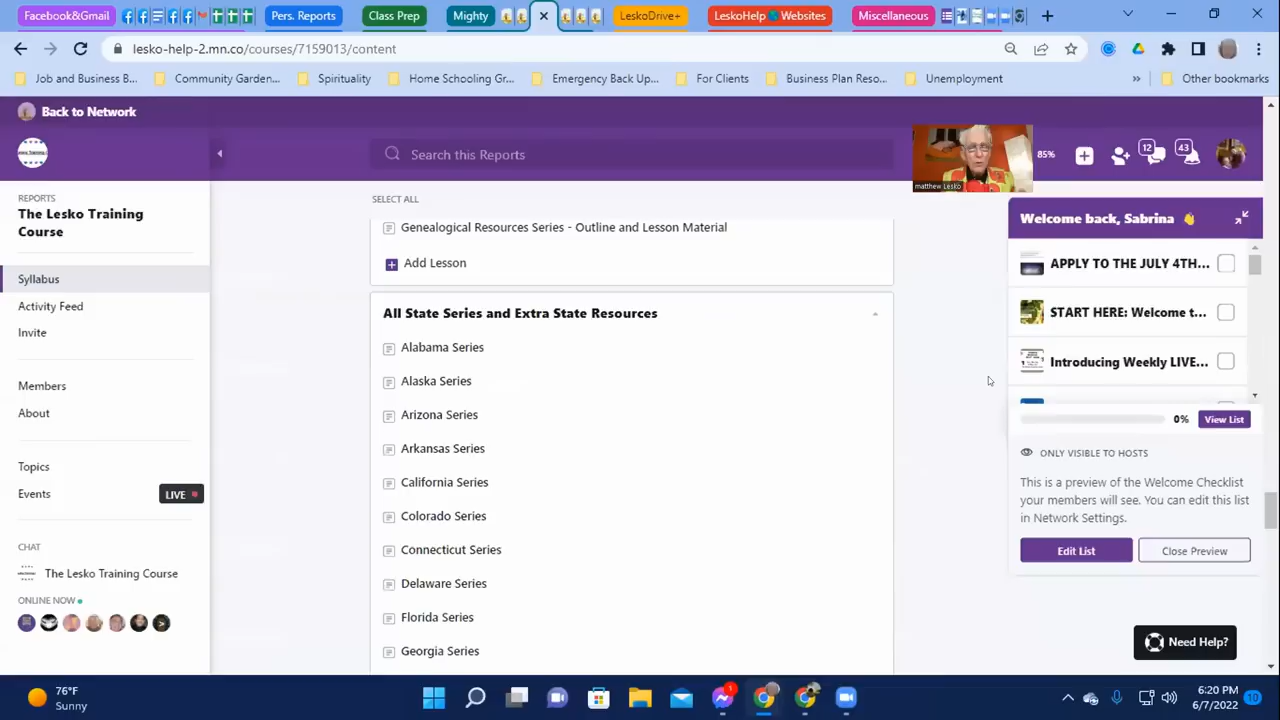 Facebook&Gmail
Pers. Reports
Class Prep
Mighty
LeskoDrive+
LeskoHelp Websites
Miscellaneous
lesko-help-2.mn.co/courses/7159013/content
Job and Business B...
Community Garden...
Spirituality
Home Schooling Gr...
Emergency Back Up...
For Clients
Business Plan Reso...
Unemployment
»
Other bookmarks
Back to Network
Search this Reports
matthew Lesko
85%
12
43
REPORTS
The Lesko Training
Course
Syllabus
Activity Feed
Invite
Members
About
Topics
Events
LIVE
CHAT
The Lesko Training Course
ONLINE NOW
SELECT ALL
Genealogical Resources Series - Outline and Lesson Material
Add Lesson
All State Series and Extra State Resources
Alabama Series
Alaska Series
Arizona Series
Arkansas Series
California Series
Colorado Series
Connecticut Series
Delaware Series
Florida Series
Georgia Series
Welcome back, Sabrina 👋
APPLY TO THE JULY 4TH...
START HERE: Welcome t...
Introducing Weekly LIVE...
0%
View List
ONLY VISIBLE TO HOSTS
This is a preview of the Welcome Checklist
your members will see. You can edit this list
in Network Settings.
Edit List
Close Preview
Need Help?
76°F
Sunny
1
6:20 PM
6/7/2022
10